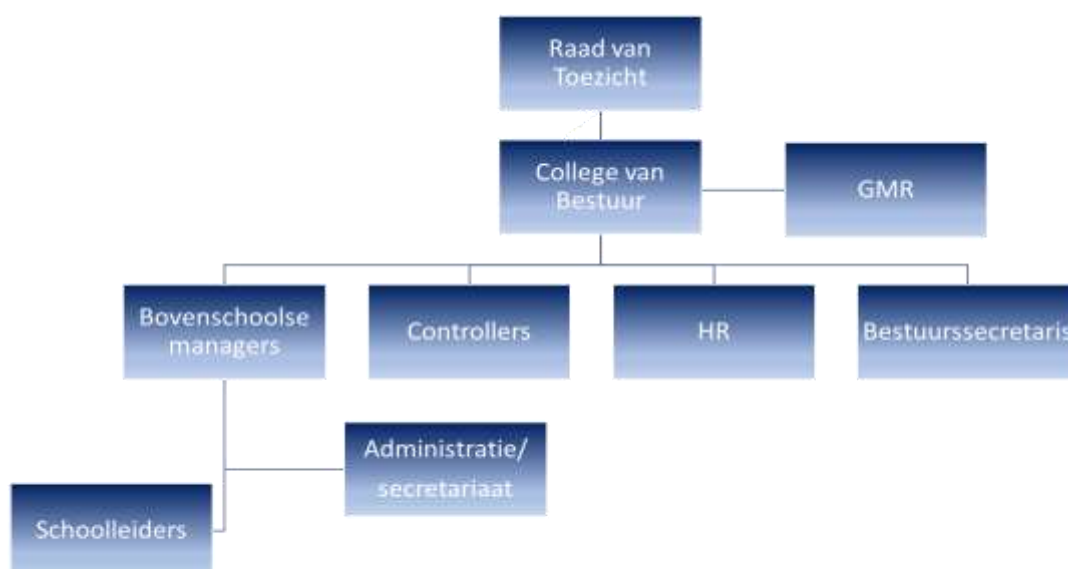 Raad van
Toezicht
College van
Bestuur
GMR
Bovenschoolse
managers
Controllers
HR
Bestuurssecretaris
Administratie/
secretariaat
Schoolleiders